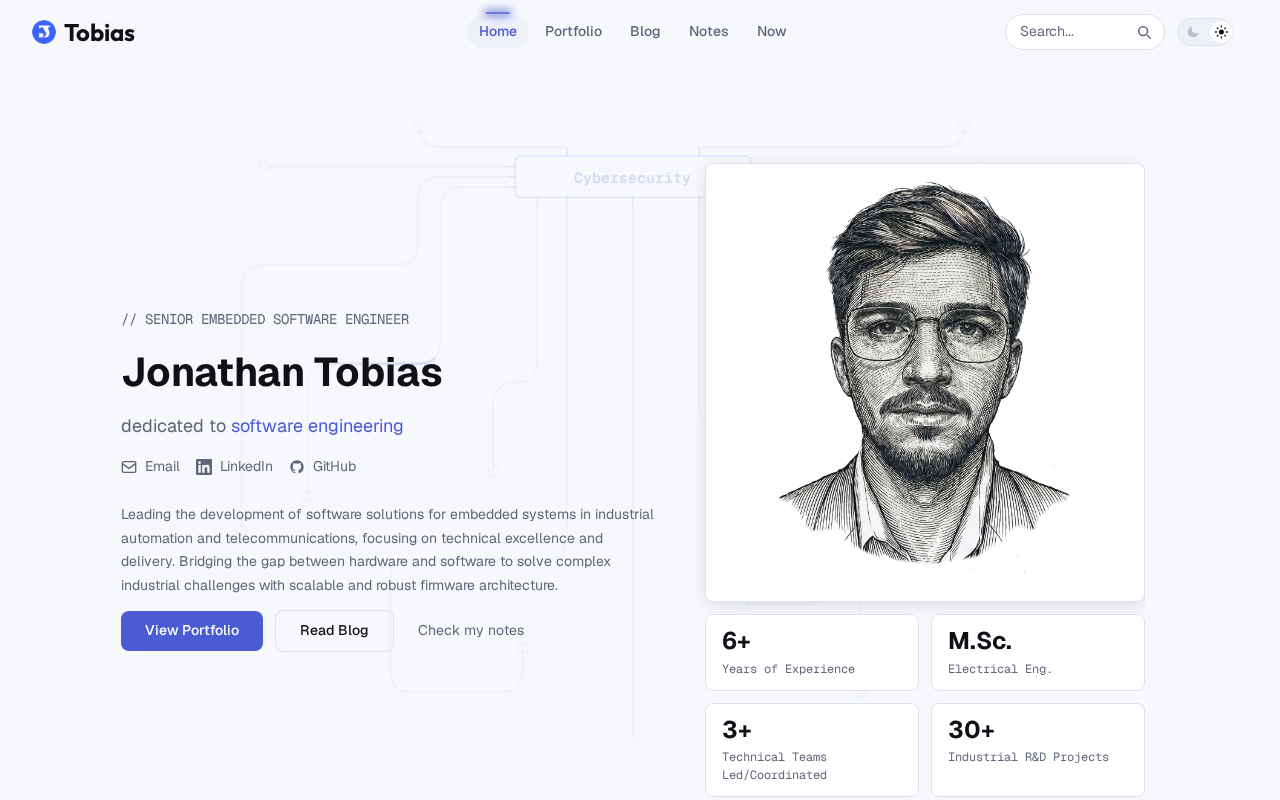 Tobias
Home
Portfolio
Blog
Notes
Now
Search...
Cybersecurity
// SENIOR EMBEDDED SOFTWARE ENGINEER
Jonathan Tobias
dedicated to software engineering
Email
LinkedIn
GitHub
Leading the development of software solutions for embedded systems in industrial
automation and telecommunications, focusing on technical excellence and
delivery. Bridging the gap between hardware and software to solve complex
industrial challenges with scalable and robust firmware architecture.
View Portfolio
Read Blog
Check my notes
6+
Years of Experience
M.Sc.
Electrical Eng.
3+
Technical Teams
Led/Coordinated
30+
Industrial R&D Projects